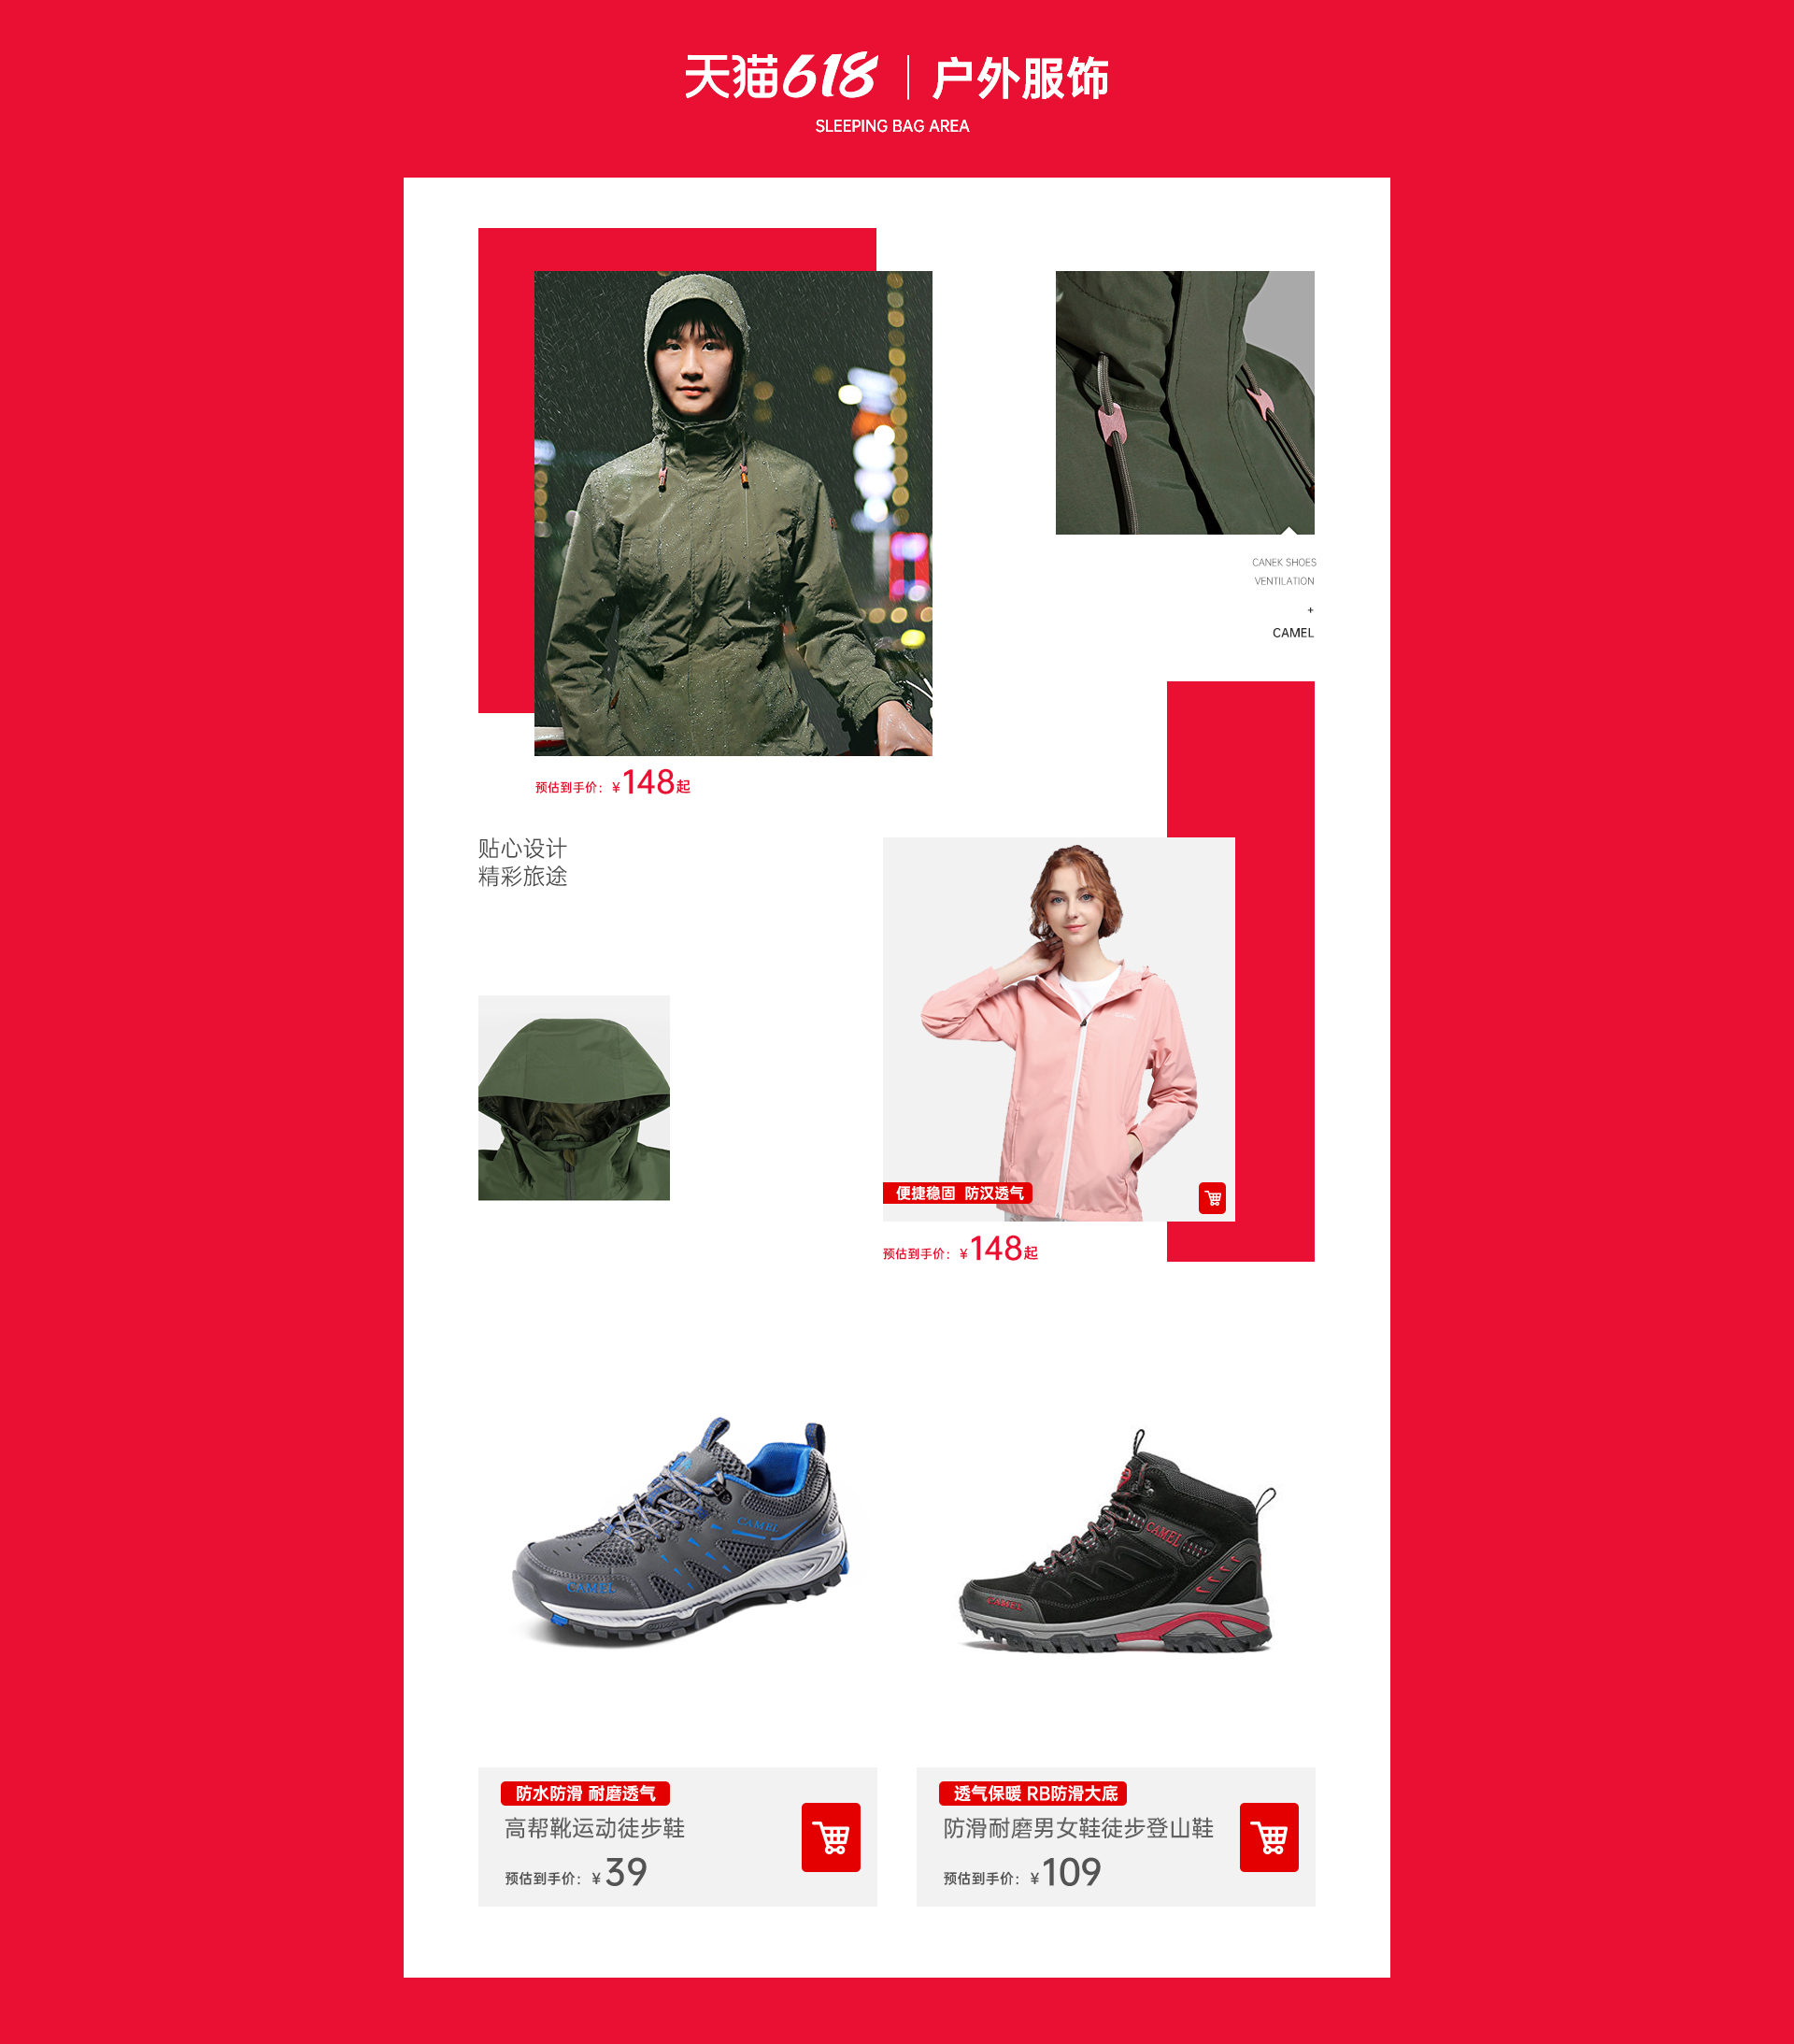 天猫618 户外服饰
SLEEPING BAG AREA
CANEK SHOES
VENTILATION
+
CAMEL
预估到手价：¥148起
贴心设计
精彩旅途
便捷稳固 防汉透气
预估到手价：¥148起
CAMEL
CAMEL
CAMEL
CAMEL
防水防滑 耐磨透气
高帮靴运动徒步鞋
预估到手价：¥39
透气保暖 RB防滑大底
防滑耐磨男女鞋徒步登山鞋
预估到手价：¥109